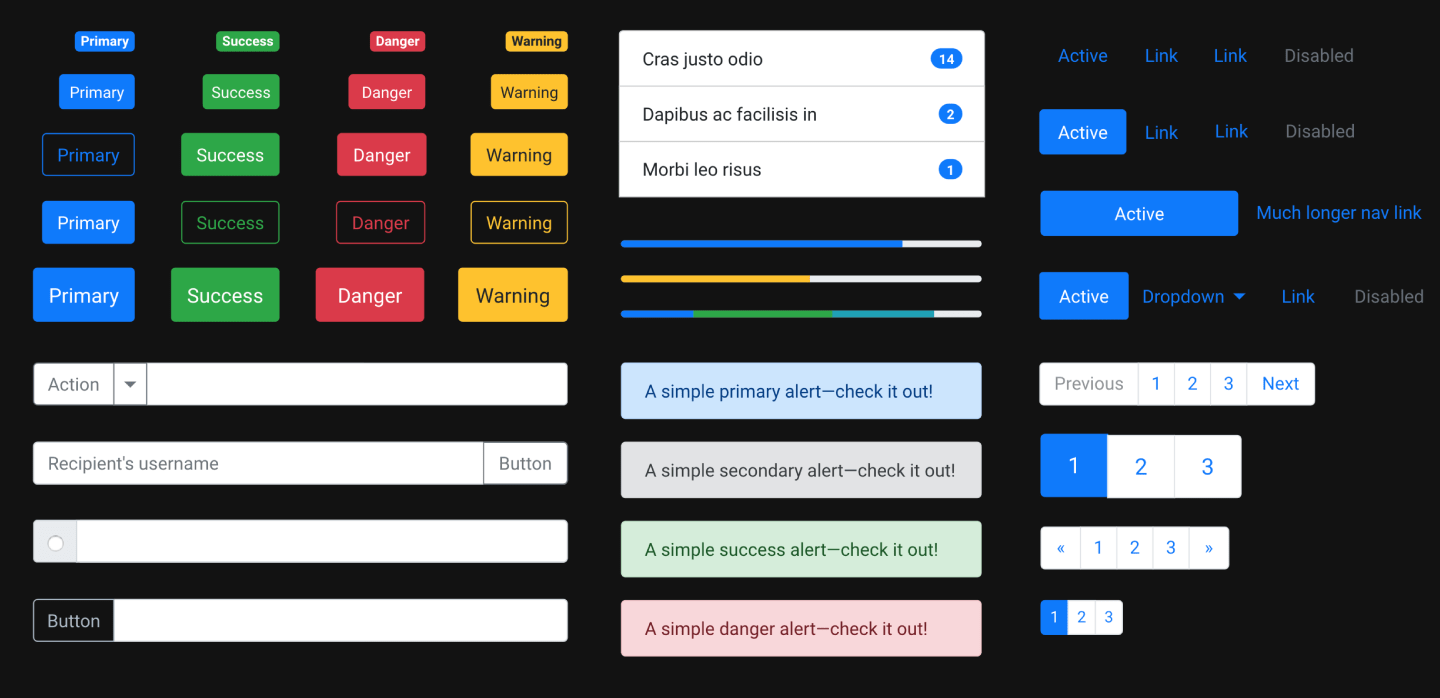 Primary Success Danger Warning
Primary Success Danger Warning
Primary Success Danger Warning
Primary Success Danger Warning
Primary Success Danger Warning
Action
Recipient's username Button
Button
Cras justo odio 14
Dapibus ac facilisis in 2
Morbi leo risus 1
A simple primary alert—check it out!
A simple secondary alert—check it out!
A simple success alert—check it out!
A simple danger alert—check it out!
Active Link Link Disabled
Active Link Link Disabled
Active Much longer nav link
Active Dropdown Link Disabled
Previous 1 2 3 Next
1 2 3
« 1 2 3 »
1 2 3